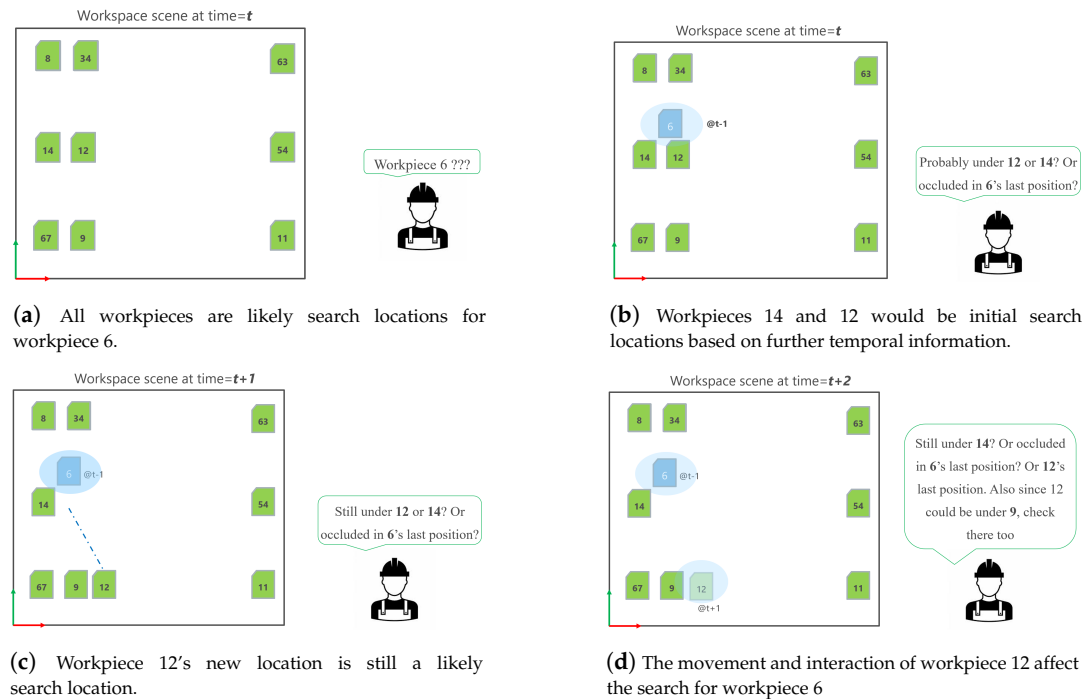 Workspace scene at time=t
8
34
63
14
12
54
67
9
11
Workpiece 6 ???
(a) All workpieces are likely search locations for
workpiece 6.
Workspace scene at time=t
8
34
63
6
@t-1
14
12
54
67
9
11
Probably under 12 or 14? Or
occluded in 6's last position?
(b) Workpieces 14 and 12 would be initial search
locations based on further temporal information.
Workspace scene at time=t+1
8
34
63
6
@t-1
14
54
67
9
12
11
Still under 12 or 14? Or
occluded in 6's last position?
(c) Workpiece 12's new location is still a likely
search location.
Workspace scene at time=t+2
8
34
63
6
@t-1
14
54
67
9
12
11
@t+1
Still under 14? Or occluded
in 6's last position? Or 12's
last position. Also since 12
could be under 9, check
there too
(d) The movement and interaction of workpiece 12 affect
the search for workpiece 6